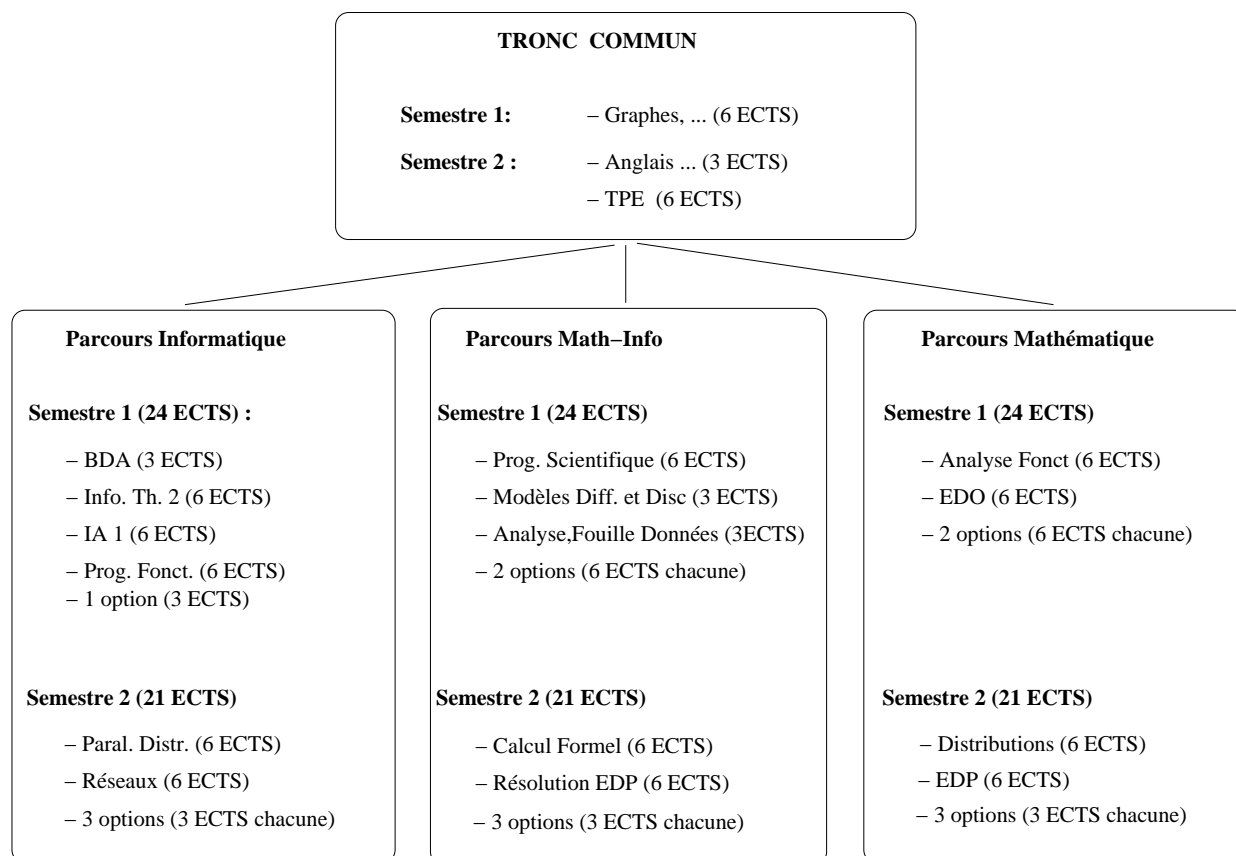 TRONC COMMUN
Semestre 1: – Graphes, ... (6 ECTS)
Semestre 2 : – Anglais ... (3 ECTS)
– TPE (6 ECTS)
Parcours Informatique
Semestre 1 (24 ECTS) :
– BDA (3 ECTS)
– Info. Th. 2 (6 ECTS)
– IA 1 (6 ECTS)
– Prog. Fonct. (6 ECTS)
– 1 option (3 ECTS)
Semestre 2 (21 ECTS)
– Paral. Distr. (6 ECTS)
– Réseaux (6 ECTS)
– 3 options (3 ECTS chacune)
Parcours Math–Info
Semestre 1 (24 ECTS)
– Prog. Scientifique (6 ECTS)
– Modèles Diff. et Disc (3 ECTS)
– Analyse,Fouille Données (3ECTS)
– 2 options (6 ECTS chacune)
Semestre 2 (21 ECTS)
– Calcul Formel (6 ECTS)
– Résolution EDP (6 ECTS)
– 3 options (3 ECTS chacune)
Parcours Mathématique
Semestre 1 (24 ECTS)
– Analyse Fonct (6 ECTS)
– EDO (6 ECTS)
– 2 options (6 ECTS chacune)
Semestre 2 (21 ECTS)
– Distributions (6 ECTS)
– EDP (6 ECTS)
– 3 options (3 ECTS chacune)